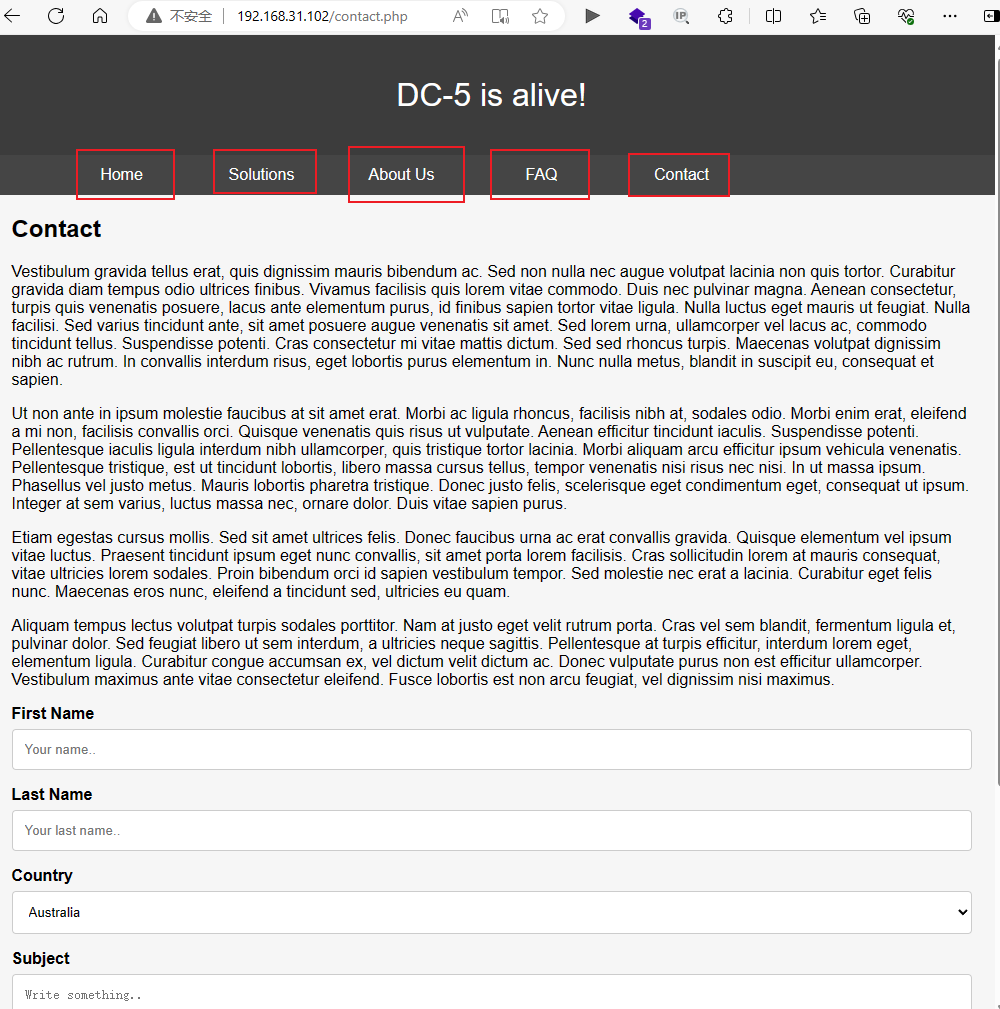 不安全 192.168.31.102/contact.php
2
IP
DC-5 is alive!
Home Solutions About Us FAQ Contact
Contact
Vestibulum gravida tellus erat, quis dignissim mauris bibendum ac. Sed non nulla nec augue volutpat lacinia non quis tortor. Curabitur
gravida diam tempus odio ultrices finibus. Vivamus facilisis quis lorem vitae commodo. Duis nec pulvinar magna. Aenean consectetur,
turpis quis venenatis posuere, lacus ante elementum purus, id finibus sapien tortor vitae ligula. Nulla luctus eget mauris ut feugiat. Nulla
facilisi. Sed varius tincidunt ante, sit amet posuere augue venenatis sit amet. Sed lorem urna, ullamcorper vel lacus ac, commodo
tincidunt tellus. Suspendisse potenti. Cras consectetur mi vitae mattis dictum. Sed sed rhoncus turpis. Maecenas volutpat dignissim
nibh ac rutrum. In convallis interdum risus, eget lobortis purus elementum in. Nunc nulla metus, blandit in suscipit eu, consequat et
sapien.
Ut non ante in ipsum molestie faucibus at sit amet erat. Morbi ac ligula rhoncus, facilisis nibh at, sodales odio. Morbi enim erat, eleifend
a mi non, facilisis convallis orci. Quisque venenatis quis risus ut vulputate. Aenean efficitur tincidunt iaculis. Suspendisse potenti.
Pellentesque iaculis ligula interdum nibh ullamcorper, quis tristique tortor lacinia. Morbi aliquam arcu efficitur ipsum vehicula venenatis.
Pellentesque tristique, est ut tincidunt lobortis, libero massa cursus tellus, tempor venenatis nisi risus nec nisi. In ut massa ipsum.
Phasellus vel justo metus. Mauris lobortis pharetra tristique. Donec justo felis, scelerisque eget condimentum eget, consequat ut ipsum.
Integer at sem varius, luctus massa nec, ornare dolor. Duis vitae sapien purus.
Etiam egestas cursus mollis. Sed sit amet ultrices felis. Donec faucibus urna ac erat convallis gravida. Quisque elementum vel ipsum
vitae luctus. Praesent tincidunt ipsum eget nunc convallis, sit amet porta lorem facilisis. Cras sollicitudin lorem at mauris consequat,
vitae ultricies lorem sodales. Proin bibendum orci id sapien vestibulum tempor. Sed molestie nec erat a lacinia. Curabitur eget felis
nunc. Maecenas eros nunc, eleifend a tincidunt sed, ultricies eu quam.
Aliquam tempus lectus volutpat turpis sodales porttitor. Nam at justo eget velit rutrum porta. Cras vel sem blandit, fermentum ligula et,
pulvinar dolor. Sed feugiat libero ut sem interdum, a ultricies neque sagittis. Pellentesque at turpis efficitur, interdum lorem eget,
elementum ligula. Curabitur congue accumsan ex, vel dictum velit dictum ac. Donec vulputate purus non est efficitur ullamcorper.
Vestibulum maximus ante vitae consectetur eleifend. Fusce lobortis est non arcu feugiat, vel dignissim nisi maximus.
First Name
Your name..
Last Name
Your last name..
Country
Australia
Subject
Write something..